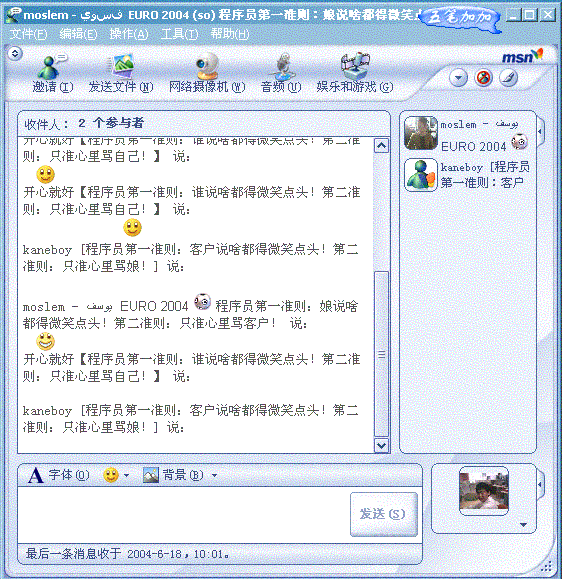 moslem - يوسف EURO 2004 (so) 程序员第一准则：娘说啥都得微笑点
五笔加加
文件(F) 编辑(E) 操作(A) 工具(T) 帮助(H)
msn
邀请(I) 发送文件(N) 网络摄像机(W) 音频(U) 娱乐和游戏(G)
收件人： 2 个参与者
开心就好【程序员第一准则：谁说啥都得微笑点头！第二准
则：只准心里骂自己！】 说：
开心就好【程序员第一准则：谁说啥都得微笑点头！第二准
则：只准心里骂自己！】 说：
kaneboy [程序员第一准则：客户说啥都得微笑点头！第二
准则：只准心里骂娘！] 说：
moslem - يوسف EURO 2004 程序员第一准则：娘说啥
都得微笑点头！第二准则：只准心里骂客户！ 说：
开心就好【程序员第一准则：谁说啥都得微笑点头！第二准
则：只准心里骂自己！】 说：
kaneboy [程序员第一准则：客户说啥都得微笑点头！第二
准则：只准心里骂娘！] 说：
moslem - يوسف
EURO 2004
kaneboy [程序员
第一准则：客户
A 字体(O) 背景(B)
发送(S)
最后一条消息收于 2004-6-18，10:01。